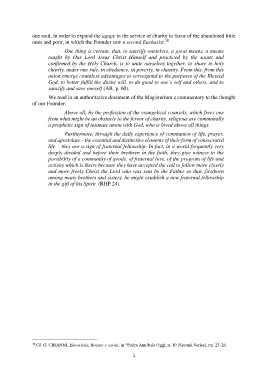 one soul, in order to expand the agape in the service of charity in favor of the abandoned little
ones and poor, in which the Founder saw a second Eucharist.
One thing is certain, that, to sanctify ourselves, a great means, a means
taught by Our Lord Jesus Christ Himself and practiced by the saints and
confirmed by the Holy Church, is to unite ourselves together, to share in holy
charity, under one rule, in obedience, in poverty, in chastity. From this, from this
union emerge countless advantages as correspond to the purposes of the Blessed
God, to better fulfill the divine will, to do good to one's self and others, and to
sanctify and save oneself (AR, p. 60).
We read in an authoritative document of the Magisterium a commentary to the thought
of our Founder:
Above all, by the profession of the evangelical counsels, which frees one
from what might be an obstacle to the fervor of charity, religious are communally
a prophetic sign of intimate union with God, who is loved above all things.
Furthermore, through the daily experience of communion of life, prayer,
and apostolate – the essential and distinctive elements of their form of consecrated
life – they are a sign of fraternal fellowship. In fact, in a world frequently very
deeply divided and before their brethren in the faith, they give witness to the
possibility of a community of goods, of fraternal love, of the program of life and
activity which is theirs because they have accepted the call to follow more closely
and more freely Christ the Lord who was sent by the Father so that, firstborn
among many brothers and sisters, he might establish a new fraternal fellowship
in the gift of his Spirit (RHP 24).
Cf. G. CRIANNI, Eucaristia, Rosone e carità, in "Padre Annibale Oggi, n. 10 (Second Series), pp. 23-26.
2